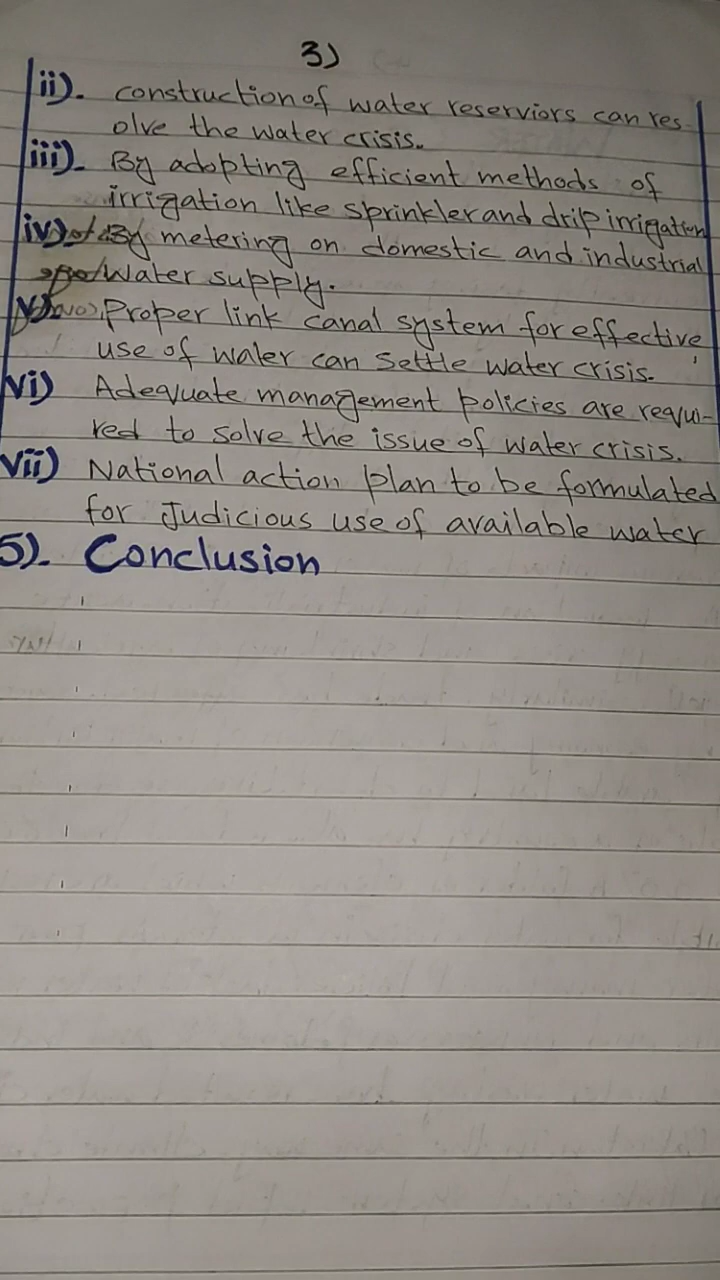 3)
ii). construction of water reserviors can res
olve the water crisis.
iii). By adopting efficient methods of
irrigation like sprinkler and drip irrigation
iv) By metering on domestic and industrial
water supply.
v) Proper link canal system for effective
use of water can settle water crisis.
vi) Adequate management policies are requi-
red to solve the issue of water crisis.
vii) National action plan to be formulated
for Judicious use of available water
5). Conclusion